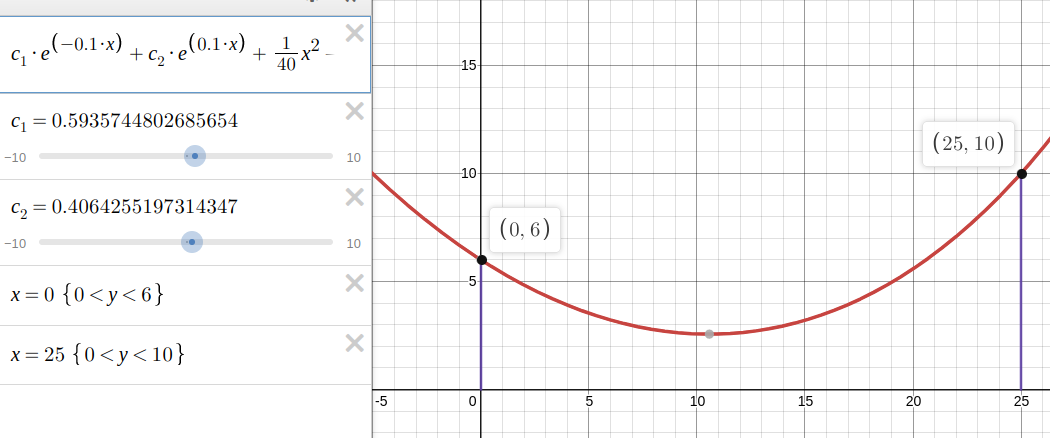 c₁·e^(−0.1·x) + c₂·e^(0.1·x) + 1/40 x² −
c₁ = 0.5935744802685654
−10 10
c₂ = 0.4064255197314347
−10 10
x = 0 {0 < y < 6}
x = 25 {0 < y < 10}
15
(25, 10)
10
(0, 6)
5
-5 0 5 10 15 20 25